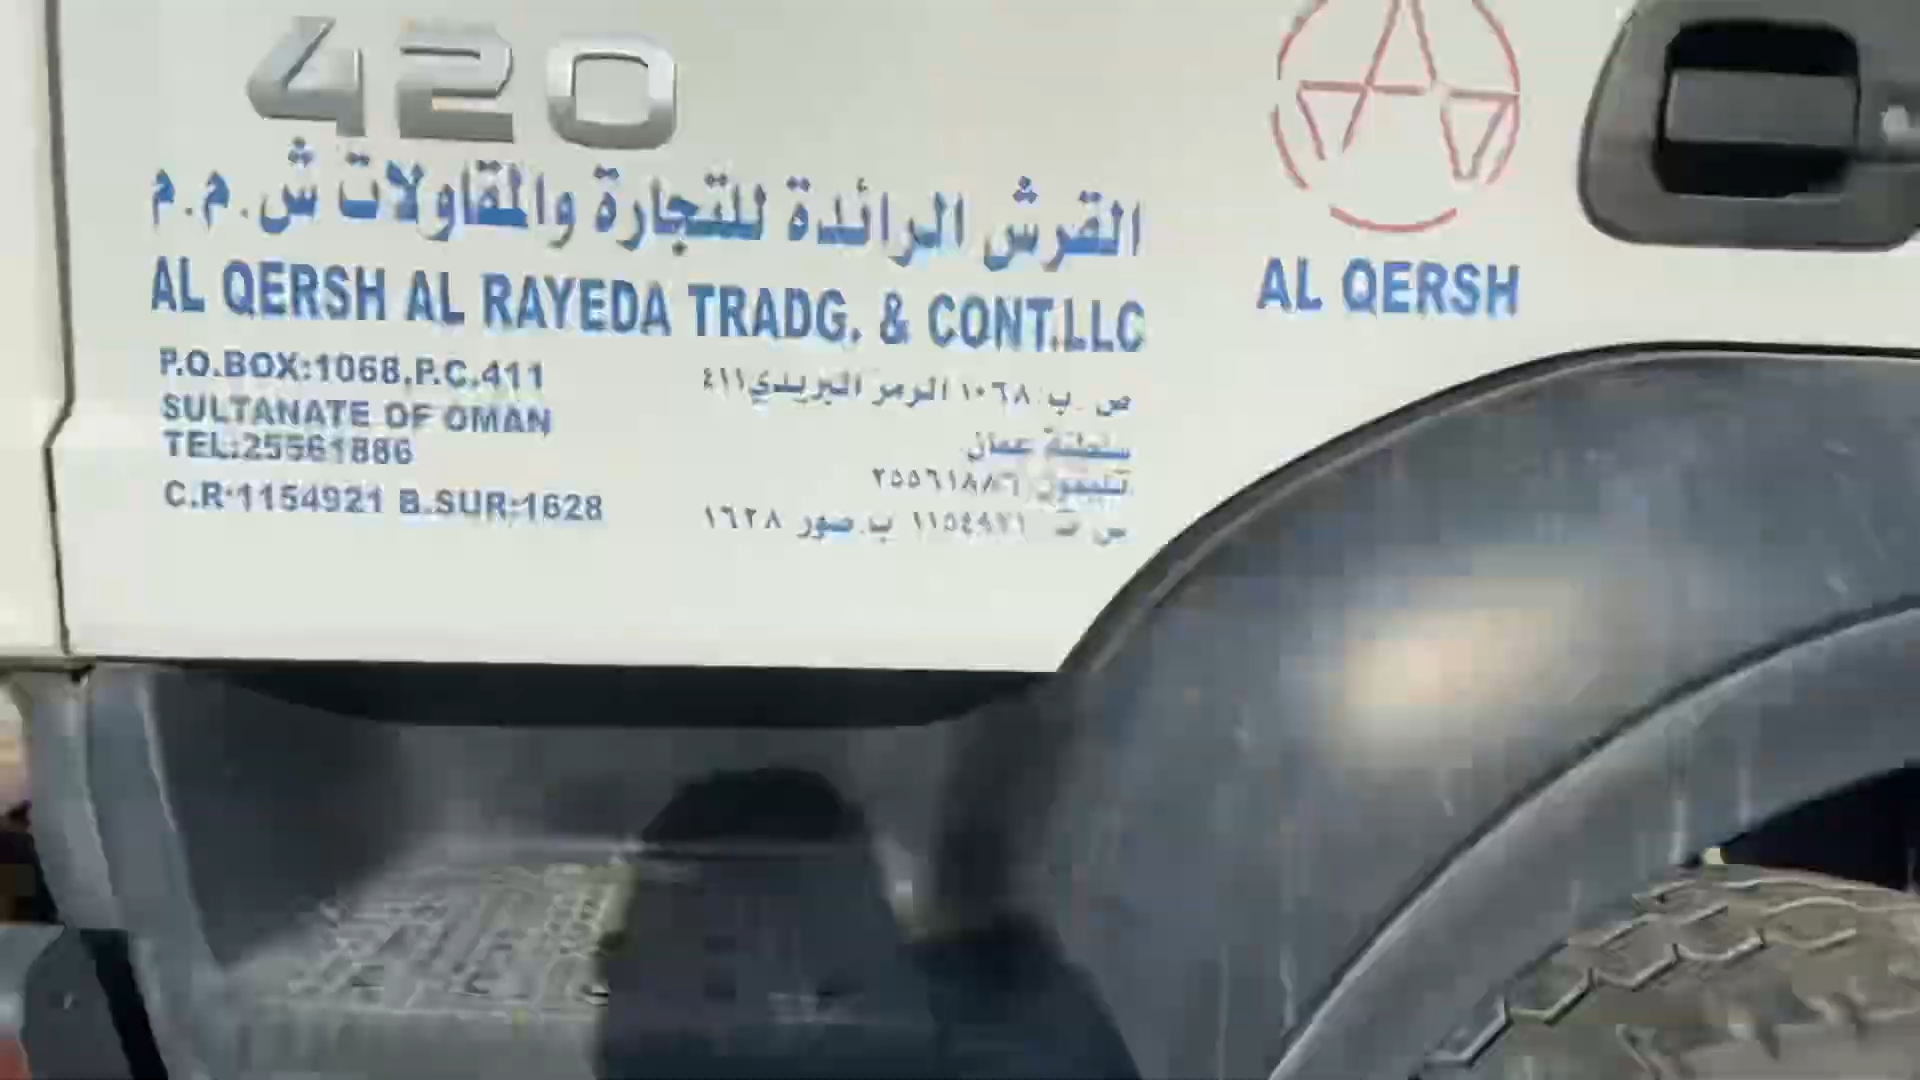 420
القرش الرائدة للتجارة والمقاولات ش.م.م
AL QERSH AL RAYEDA TRADG. & CONT.LLC
AL QERSH
P.O.BOX:1068.P.C.411
SULTANATE OF OMAN
TEL:25561886
C.R:1154921 B.SUR:1628
ص.ب: ١٠٦٨ الرمز البريدي ٤١١
سلطنة عمان
تليفون: ٢٥٥٦١٨٨٦
س.ت: ١١٥٤٩٢١ ب.صور ١٦٢٨